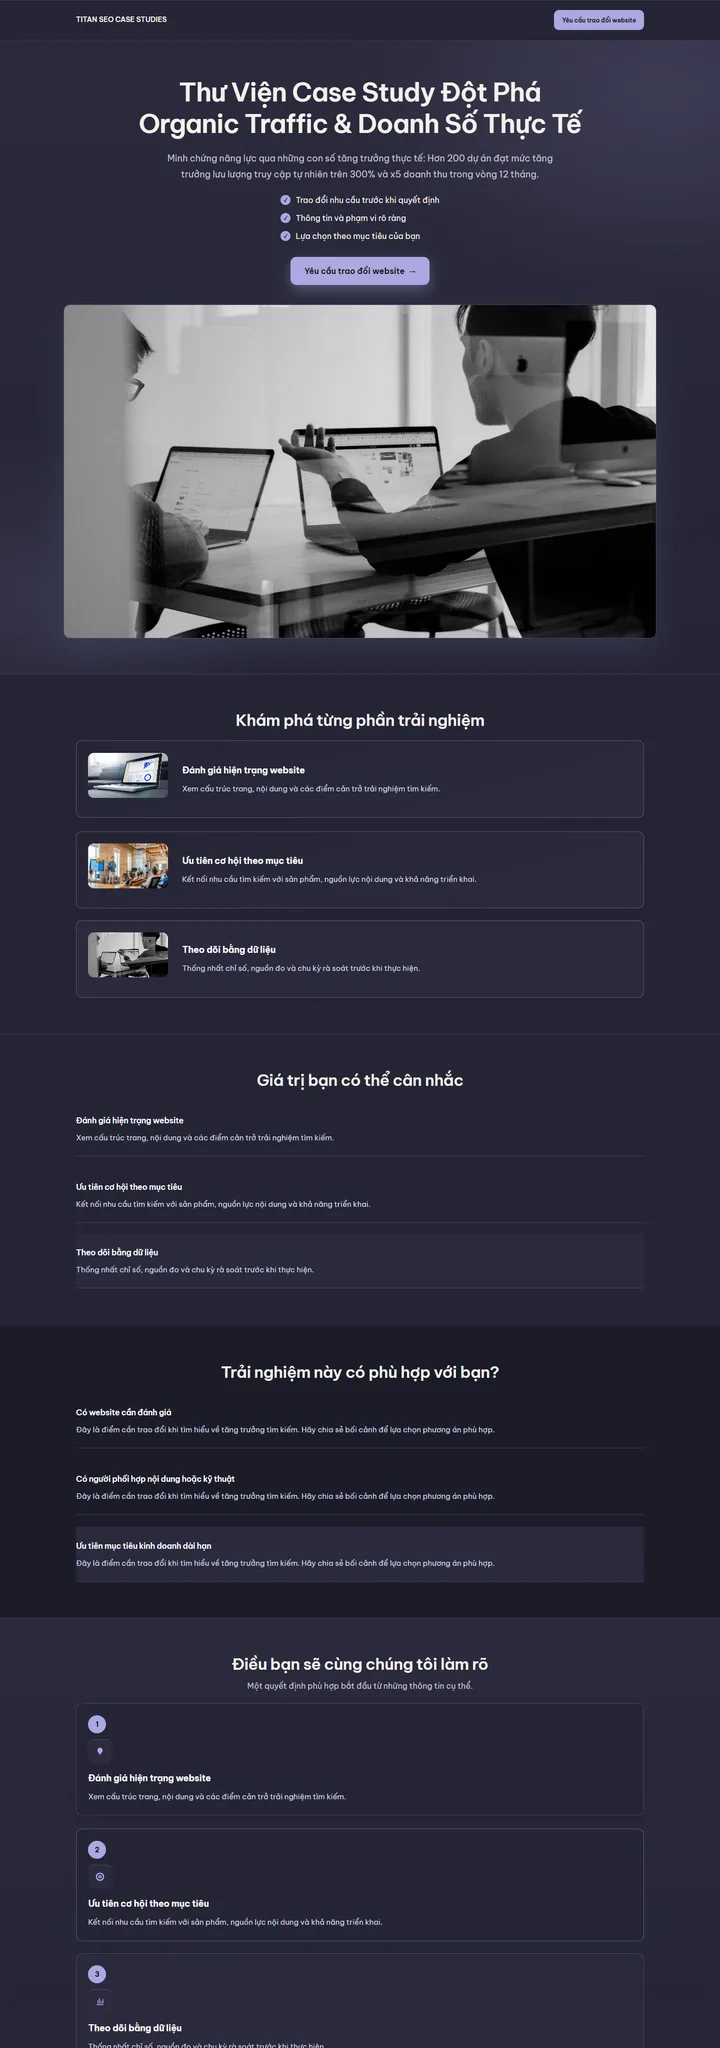 TITAN SEO CASE STUDIES
Yêu cầu trao đổi website
Thư Viện Case Study Đột Phá
Organic Traffic & Doanh Số Thực Tế
Minh chứng năng lực qua những con số tăng trưởng thực tế: Hơn 200 dự án đạt mức tăng
trưởng lưu lượng truy cập tự nhiên trên 300% và x5 doanh thu trong vòng 12 tháng.
Trao đổi nhu cầu trước khi quyết định
Thông tin và phạm vi rõ ràng
Lựa chọn theo mục tiêu của bạn
Yêu cầu trao đổi website →
Khám phá từng phần trải nghiệm
Đánh giá hiện trạng website
Xem cấu trúc trang, nội dung và các điểm cản trở trải nghiệm tìm kiếm.
Ưu tiên cơ hội theo mục tiêu
Kết nối nhu cầu tìm kiếm với sản phẩm, nguồn lực nội dung và khả năng triển khai.
Theo dõi bằng dữ liệu
Thống nhất chỉ số, nguồn đo và chu kỳ rà soát trước khi thực hiện.
Giá trị bạn có thể cân nhắc
Đánh giá hiện trạng website
Xem cấu trúc trang, nội dung và các điểm cản trở trải nghiệm tìm kiếm.
Ưu tiên cơ hội theo mục tiêu
Kết nối nhu cầu tìm kiếm với sản phẩm, nguồn lực nội dung và khả năng triển khai.
Theo dõi bằng dữ liệu
Thống nhất chỉ số, nguồn đo và chu kỳ rà soát trước khi thực hiện.
Trải nghiệm này có phù hợp với bạn?
Có website cần đánh giá
Đây là điểm cần trao đổi khi tìm hiểu về tăng trưởng tìm kiếm. Hãy chia sẻ bối cảnh để lựa chọn phương án phù hợp.
Có người phối hợp nội dung hoặc kỹ thuật
Đây là điểm cần trao đổi khi tìm hiểu về tăng trưởng tìm kiếm. Hãy chia sẻ bối cảnh để lựa chọn phương án phù hợp.
Ưu tiên mục tiêu kinh doanh dài hạn
Đây là điểm cần trao đổi khi tìm hiểu về tăng trưởng tìm kiếm. Hãy chia sẻ bối cảnh để lựa chọn phương án phù hợp.
Điều bạn sẽ cùng chúng tôi làm rõ
Một quyết định phù hợp bắt đầu từ những thông tin cụ thể.
1
Đánh giá hiện trạng website
Xem cấu trúc trang, nội dung và các điểm cản trở trải nghiệm tìm kiếm.
2
Ưu tiên cơ hội theo mục tiêu
Kết nối nhu cầu tìm kiếm với sản phẩm, nguồn lực nội dung và khả năng triển khai.
3
Theo dõi bằng dữ liệu
Thống nhất chỉ số, nguồn đo và chu kỳ rà soát trước khi thực hiện.